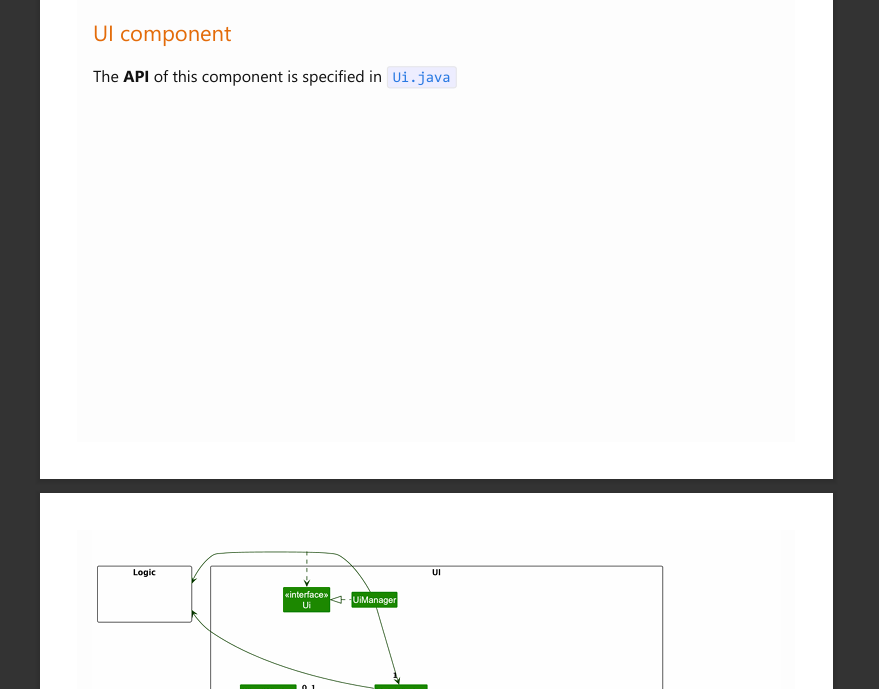 UI component
The API of this component is specified in Ui.java
Logic
UI
«interface»
Ui
UiManager
1
0..1